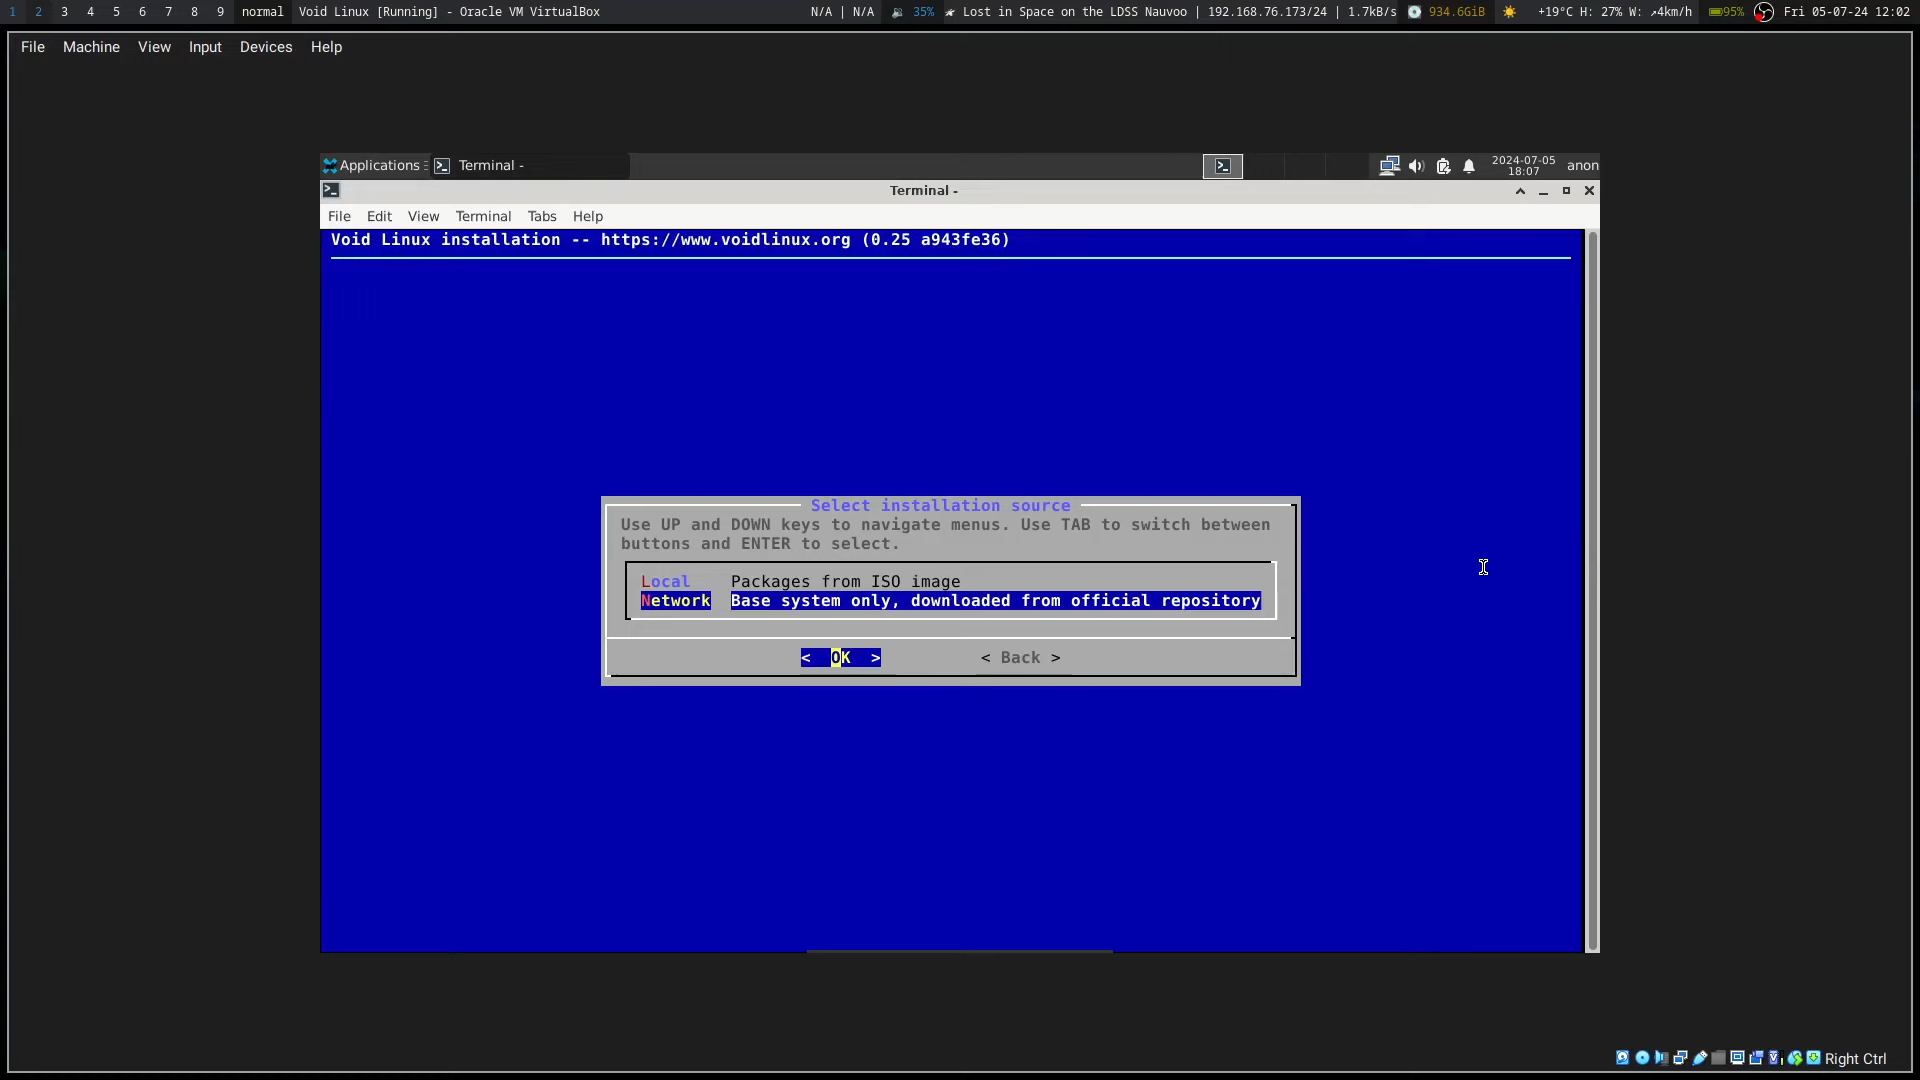 1 2 3 4 5 6 7 8 9 normal Void Linux [Running] - Oracle VM VirtualBox N/A | N/A 35% Lost in Space on the LDSS Nauvoo | 192.168.76.173/24 | 1.7kB/s 934.6GiB +19°C H: 27% W: ↗4km/h 95% Fri 05-07-24 12:02
File Machine View Input Devices Help
Applications Terminal - 2024-07-05 anon
18:07
Terminal -
File Edit View Terminal Tabs Help
Void Linux installation -- https://www.voidlinux.org (0.25 a943fe36)
Select installation source
Use UP and DOWN keys to navigate menus. Use TAB to switch between
buttons and ENTER to select.
Local Packages from ISO image
Network Base system only, downloaded from official repository
< OK > < Back >
Right Ctrl